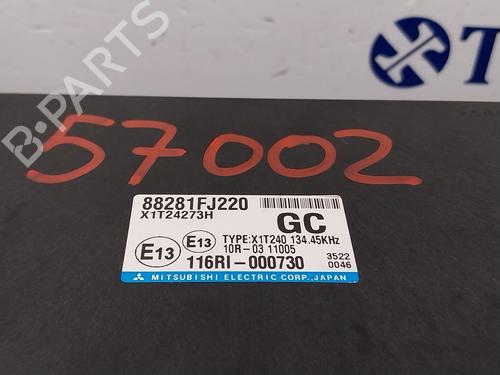 B-PARTS
T
57002
88281FJ220
X1T24273H
GC
TYPE:X1T240 134.45KHz
10R-03 11005
E13
E13
116RI-000730
3522
0046
MITSUBISHI ELECTRIC CORP., JAPAN